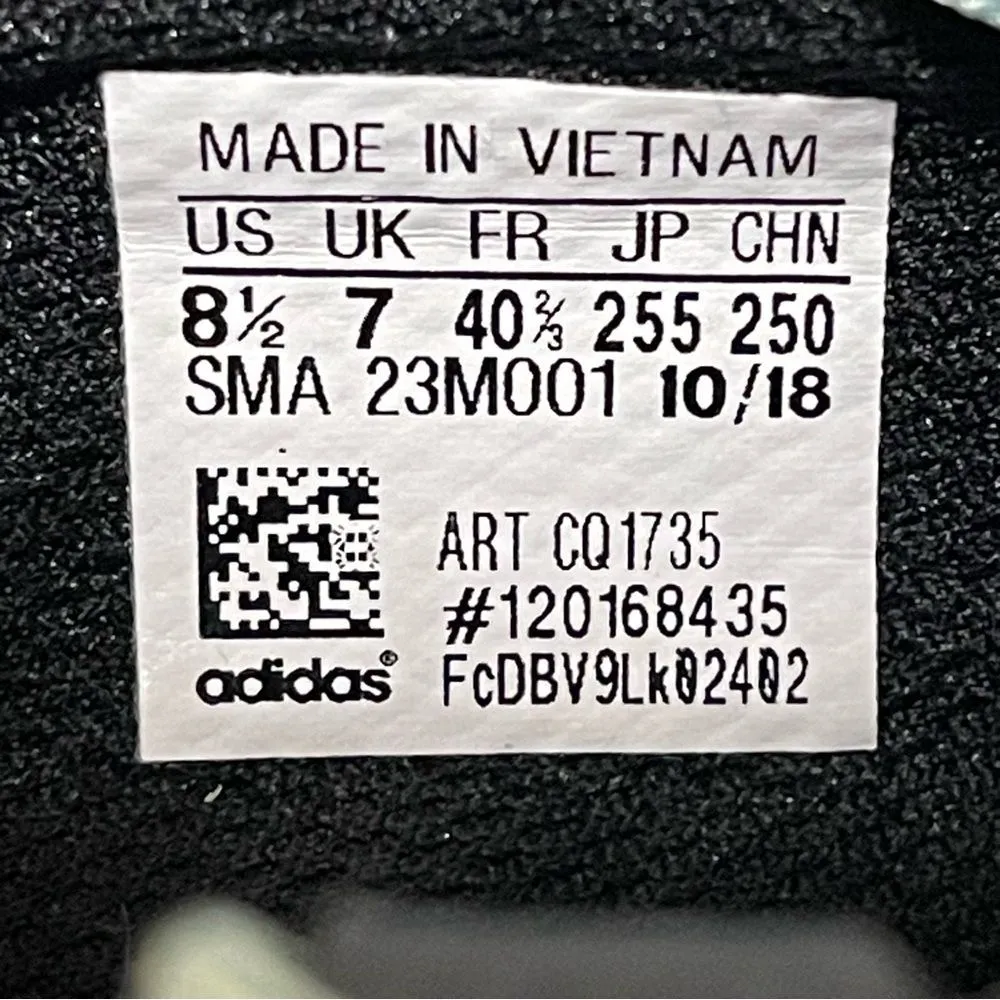 MADE IN VIETNAM
US UK FR JP CHN
8½ 7 40⅔ 255 250
SMA 23M001 10/18
ART CQ1735
#120168435
adidas® FcDBV9Lk02402